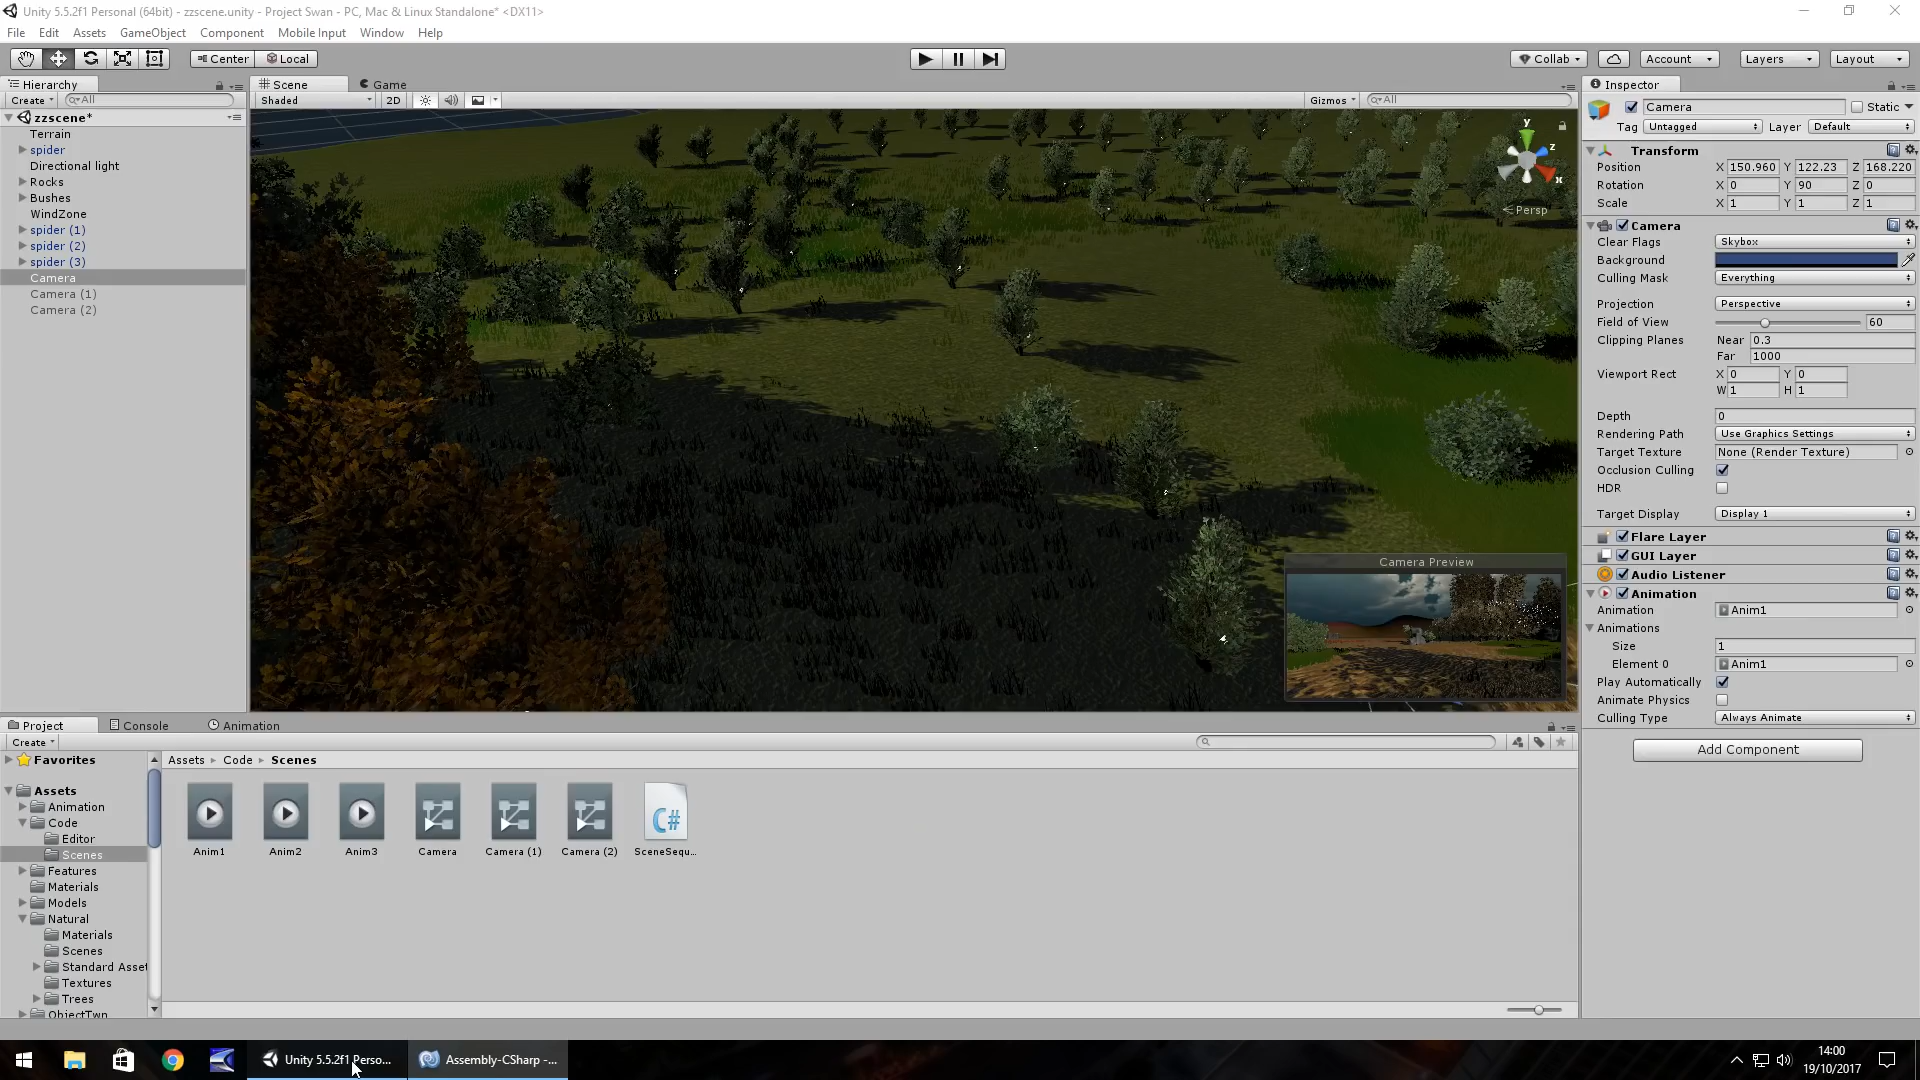 Unity 5.5.2f1 Personal (64bit) - zzscene.unity - Project Swan - PC, Mac & Linux Standalone* <DX11>
File Edit Assets GameObject Component Mobile Input Window Help
Center Local Collab Account Layers Layout
Hierarchy
Create All
zzscene*
Terrain
spider
Directional light
Rocks
Bushes
WindZone
spider (1)
spider (2)
spider (3)
Camera
Camera (1)
Camera (2)
Scene Game
Shaded 2D Gizmos All
y
z
x
Persp
Camera Preview
Inspector
Camera Static
Tag Untagged Layer Default
Transform
Position X 150.960 Y 122.23 Z 168.220
Rotation X 0 Y 90 Z 0
Scale X 1 Y 1 Z 1
Camera
Clear Flags Skybox
Background
Culling Mask Everything
Projection Perspective
Field of View 60
Clipping Planes Near 0.3
Far 1000
Viewport Rect X 0 Y 0
W 1 H 1
Depth 0
Rendering Path Use Graphics Settings
Target Texture None (Render Texture)
Occlusion Culling
HDR
Target Display Display 1
Flare Layer
GUI Layer
Audio Listener
Animation
Animation Anim1
Animations
Size 1
Element 0 Anim1
Play Automatically
Animate Physics
Culling Type Always Animate
Add Component
Project Console Animation
Create
Favorites
Assets
Animation
Code
Editor
Scenes
Features
Materials
Models
Natural
Materials
Scenes
Standard Asset
Textures
Trees
ObjectTwn
Assets Code Scenes
Anim1 Anim2 Anim3 Camera Camera (1) Camera (2) SceneSequ...
C#
Unity 5.5.2f1 Perso... Assembly-CSharp -...
14:00
19/10/2017